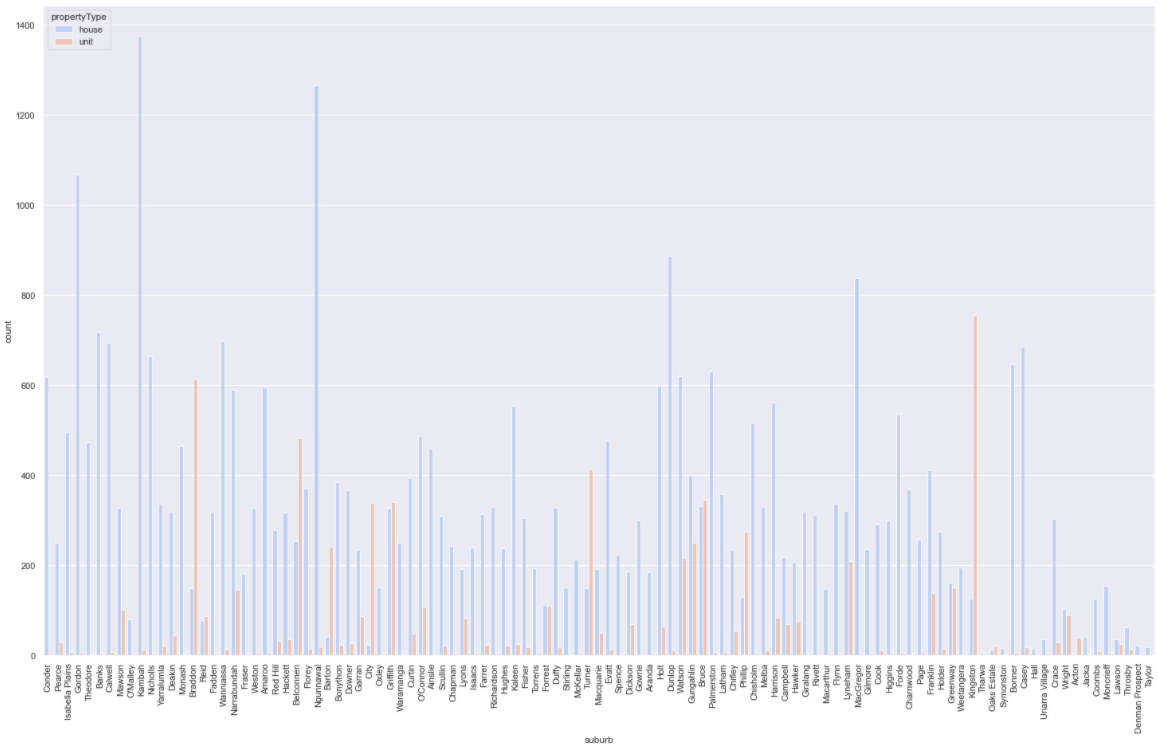 propertyType
house
unit
1400
1200
1000
800
600
400
200
0
count
Conder
Pearce
Isabella Plains
Gordon
Theodore
Banks
Calwell
Mawson
O'Malley
Kambah
Nicholls
Yarralumla
Deakin
Monash
Braddon
Reid
Fadden
Wanniassa
Narrabundah
Fraser
Weston
Amaroo
Red Hill
Hackett
Belconnen
Florey
Ngunnawal
Barton
Bonython
Downer
Garran
City
Oxley
Griffith
Waramanga
Curtin
O'Connor
Ainslie
Scullin
Chapman
Lyons
Isaacs
Farrer
Richardson
Hughes
Kaleen
Fisher
Torrens
Forrest
Duffy
Stirling
McKellar
Turner
Macquarie
Evatt
Spence
Dickson
Gowrie
Aranda
Holt
Dunlop
Watson
Gungahlin
Bruce
Palmerston
Latham
Chifley
Phillip
Chisholm
Melba
Harrison
Campbell
Hawker
Giralang
Rivett
Macarthur
Flynn
Lyneham
MacGregor
Gilmore
Cook
Higgins
Forde
Charnwood
Page
Franklin
Holder
Greenway
Weetangera
Kingston
Tharwa
Oaks Estate
Symonston
Bonner
Casey
Hall
Uriarra Village
Crace
Wright
Acton
Jacka
Coombs
Moncrieff
Lawson
Throsby
Denman Prospect
Taylor
suburb